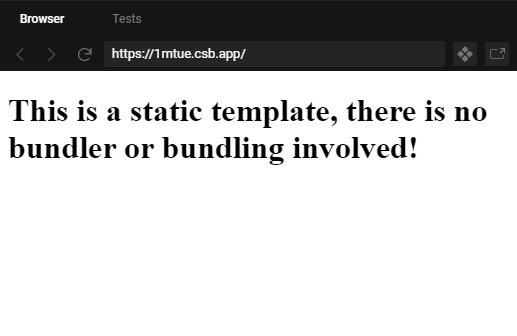 Browser Tests
https://1mtue.csb.app/
This is a static template, there is no
bundler or bundling involved!